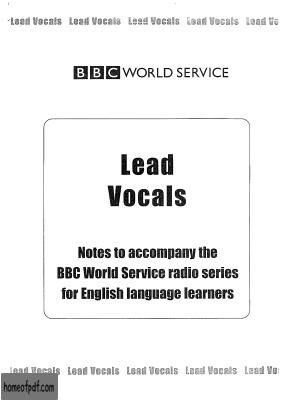 Lead Vocals Lead Vocals Lead Vocals Lead Vocals Lead Vocals
BBC WORLD SERVICE
Lead
Vocals
Notes to accompany the
BBC World Service radio series
for English language learners
Lead Vocals Lead Vocals Lead Vocals Lead Vocals Lead Vocals
homeofpdf.com